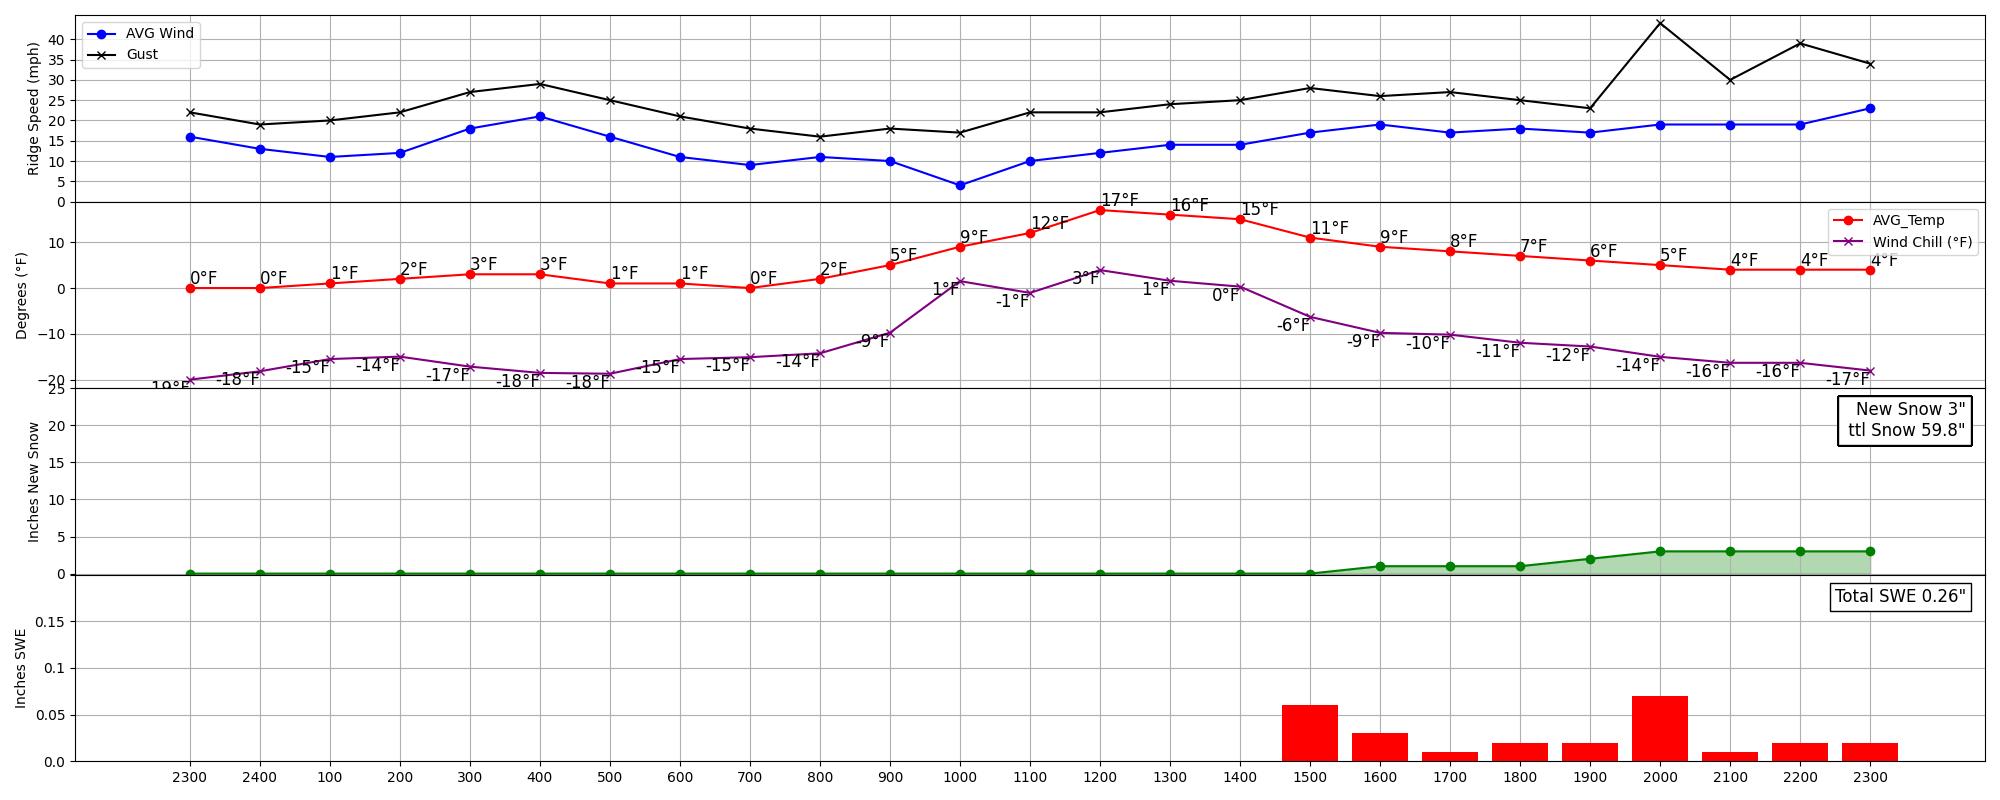 AVG Wind
Gust
Ridge Speed (mph)
40
35
30
25
20
15
10
5
0
AVG_Temp
Wind Chill (°F)
Degrees (°F)
10
0
−10
−20
0°F 0°F 1°F 2°F 3°F 3°F 1°F 1°F 0°F 2°F 5°F 9°F 12°F 17°F 16°F 15°F 11°F 9°F 8°F 7°F 6°F 5°F 4°F 4°F 4°F
-19°F -18°F -15°F -14°F -17°F -18°F -18°F -15°F -15°F -14°F -9°F 1°F -1°F 3°F 1°F 0°F -6°F -9°F -10°F -11°F -12°F -14°F -16°F -16°F -17°F
New Snow 3"
ttl Snow 59.8"
Inches New Snow
25
20
15
10
5
0
Total SWE 0.26"
Inches SWE
0.15
0.1
0.05
0.0
2300 2400 100 200 300 400 500 600 700 800 900 1000 1100 1200 1300 1400 1500 1600 1700 1800 1900 2000 2100 2200 2300